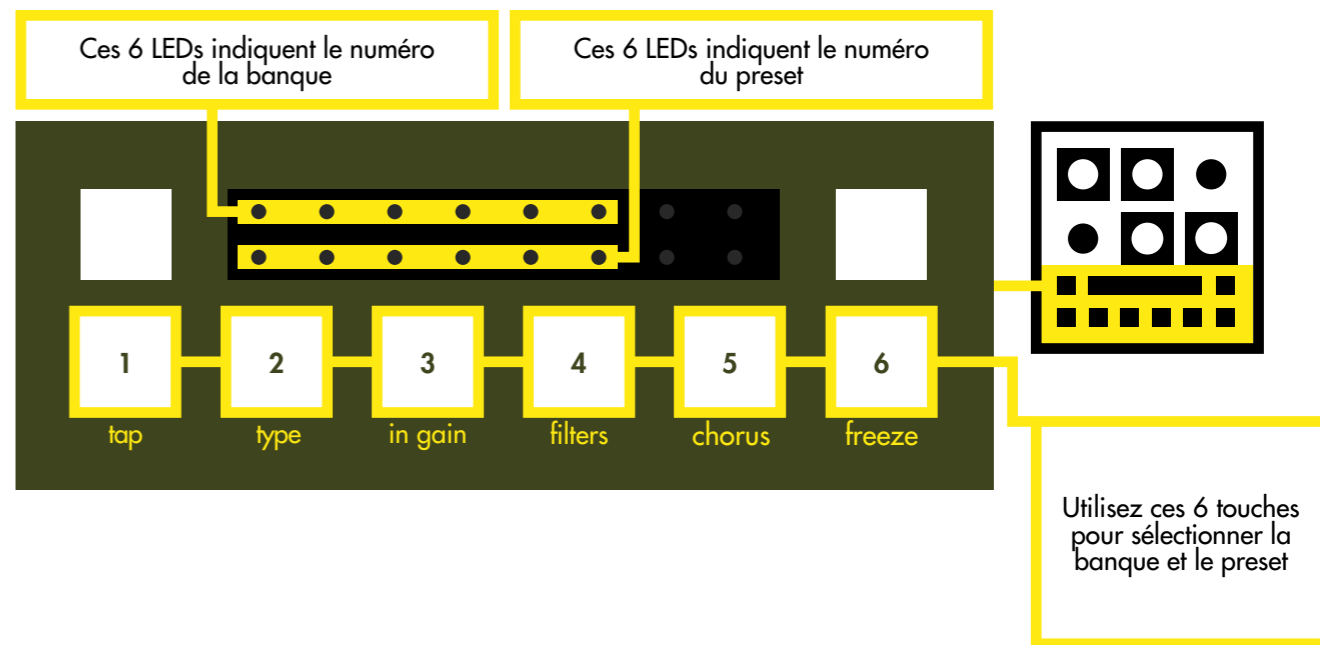 Ces 6 LEDs indiquent le numéro
de la banque
Ces 6 LEDs indiquent le numéro
du preset
1
2
3
4
5
6
tap
type
in gain
filters
chorus
freeze
Utilisez ces 6 touches
pour sélectionner la
banque et le preset